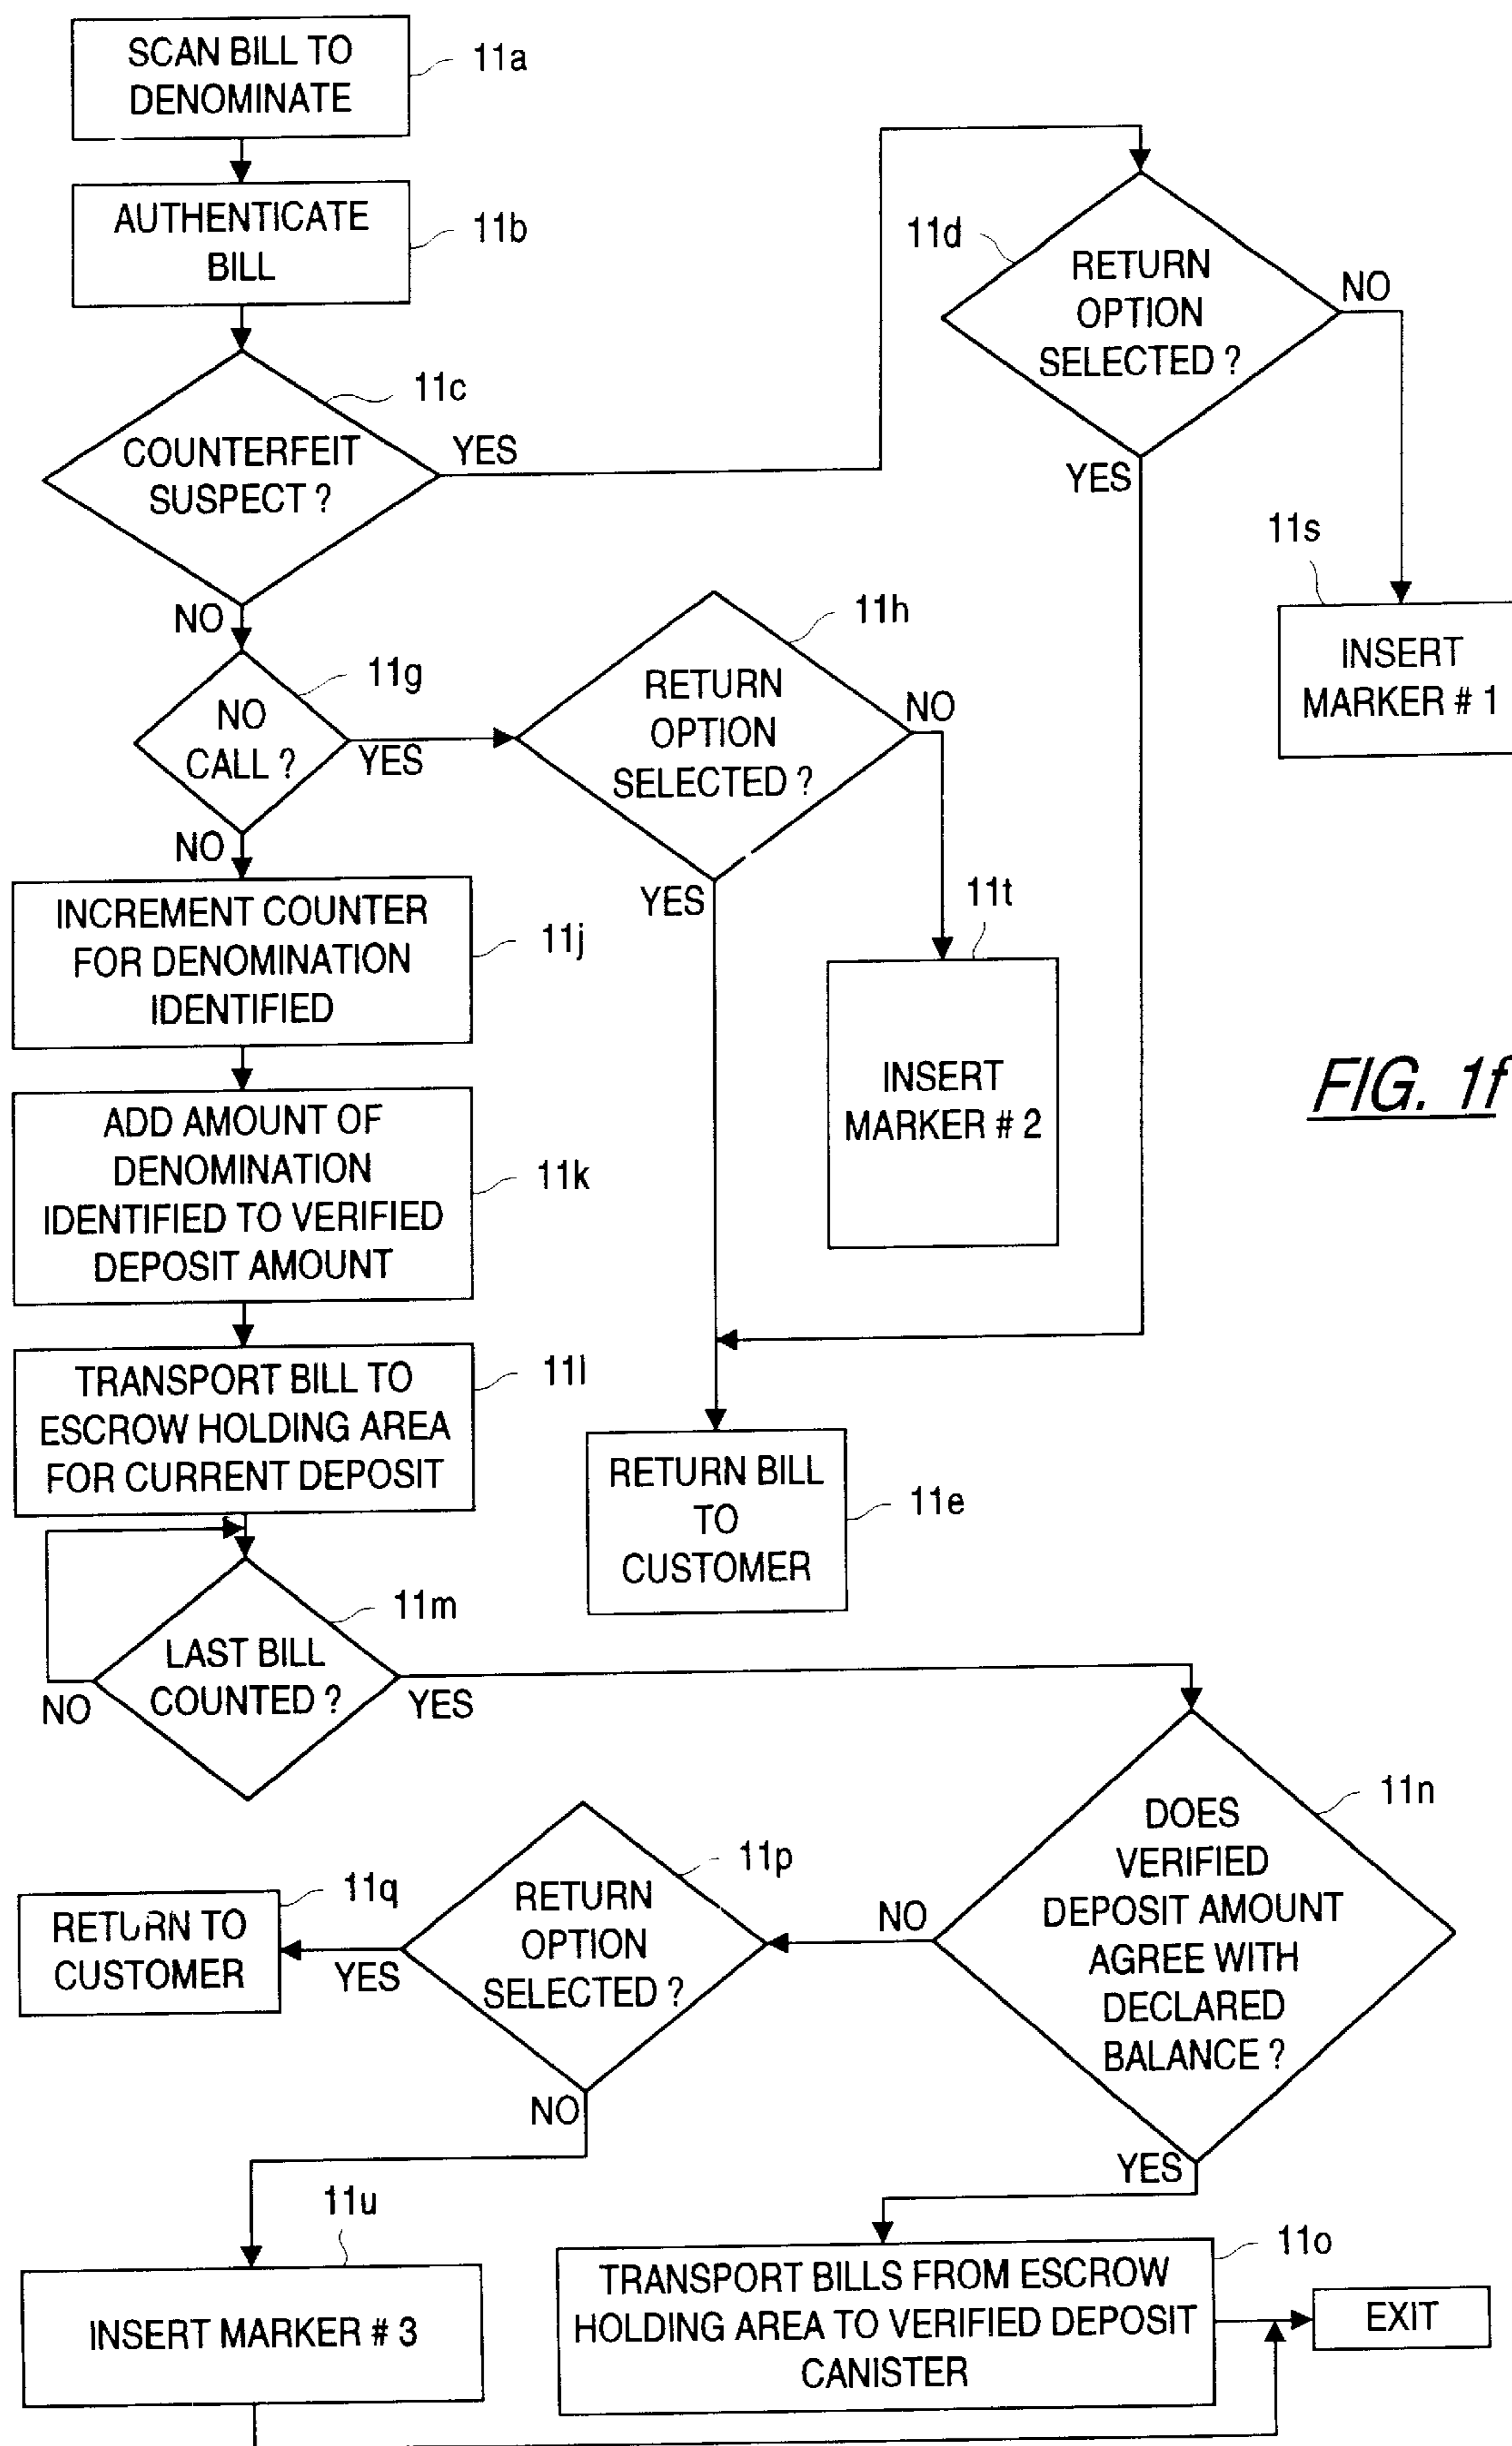 SCAN BILL TO
DENOMINATE
11a
AUTHENTICATE
BILL
11b
11c
COUNTERFEIT
SUSPECT ?
YES
NO
11d
RETURN
OPTION
SELECTED ?
NO
YES
11s
INSERT
MARKER # 1
11g
NO
CALL ?
YES
NO
11h
RETURN
OPTION
SELECTED ?
NO
YES
11t
INSERT
MARKER # 2
INCREMENT COUNTER
FOR DENOMINATION
IDENTIFIED
11j
ADD AMOUNT OF
DENOMINATION
IDENTIFIED TO VERIFIED
DEPOSIT AMOUNT
11k
FIG. 1f
TRANSPORT BILL TO
ESCROW HOLDING AREA
FOR CURRENT DEPOSIT
11l
RETURN BILL
TO
CUSTOMER
11e
11m
LAST BILL
COUNTED ?
NO
YES
11n
DOES
VERIFIED
DEPOSIT AMOUNT
AGREE WITH
DECLARED
BALANCE ?
NO
YES
11p
RETURN
OPTION
SELECTED ?
YES
NO
11q
RETURN TO
CUSTOMER
11u
INSERT MARKER # 3
11o
TRANSPORT BILLS FROM ESCROW
HOLDING AREA TO VERIFIED DEPOSIT
CANISTER
EXIT